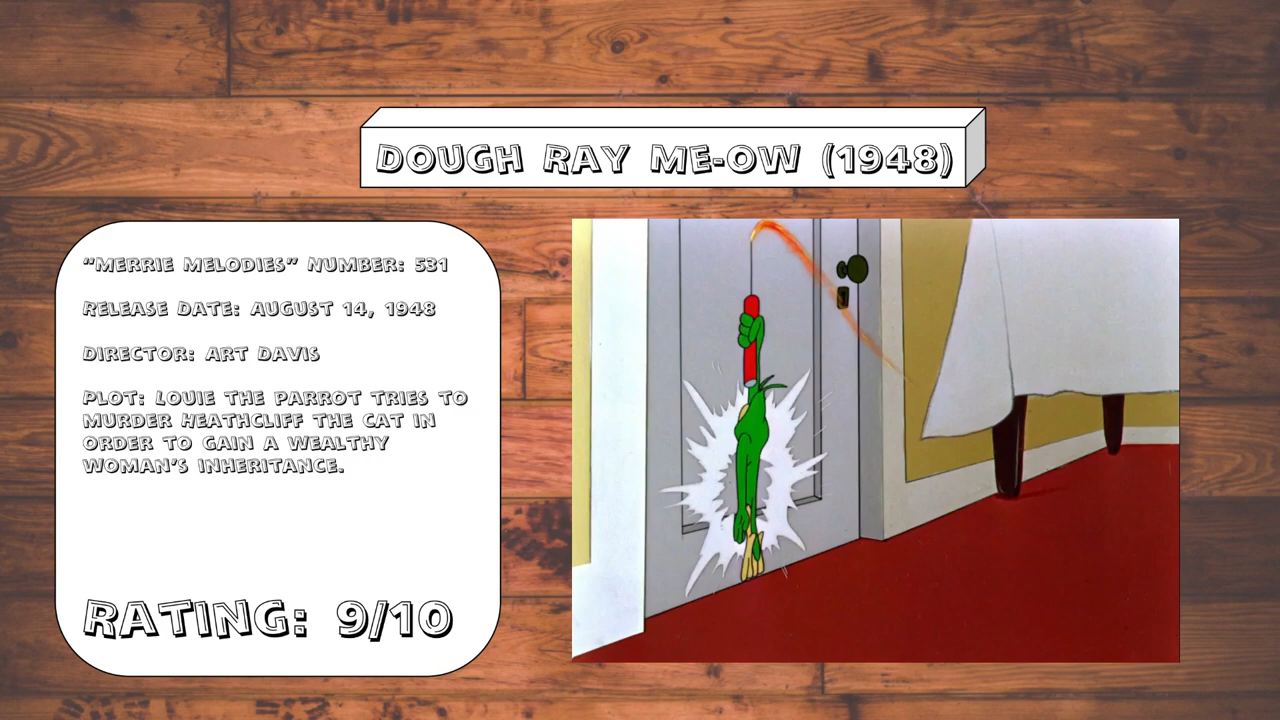 DOUGH RAY ME-OW (1948)
"MERRIE MELODIES" NUMBER: 531
RELEASE DATE: AUGUST 14, 1948
DIRECTOR: ART DAVIS
PLOT: LOUIE THE PARROT TRIES TO
MURDER HEATHCLIFF THE CAT IN
ORDER TO GAIN A WEALTHY
WOMAN'S INHERITANCE.
RATING: 9/10